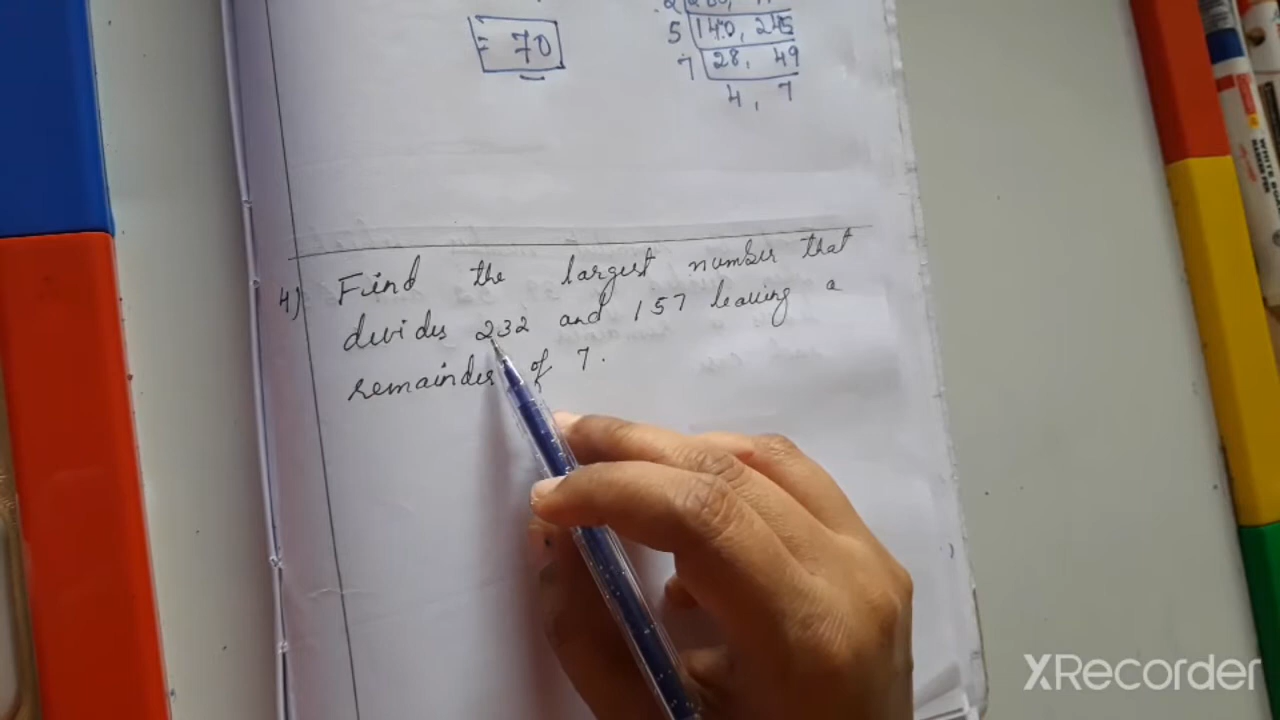 = 70
5 140, 245
7 28, 49
4, 7
4) Find the largest number that
divides 232 and 157 leaving a
remainder of 7.
XRecorder